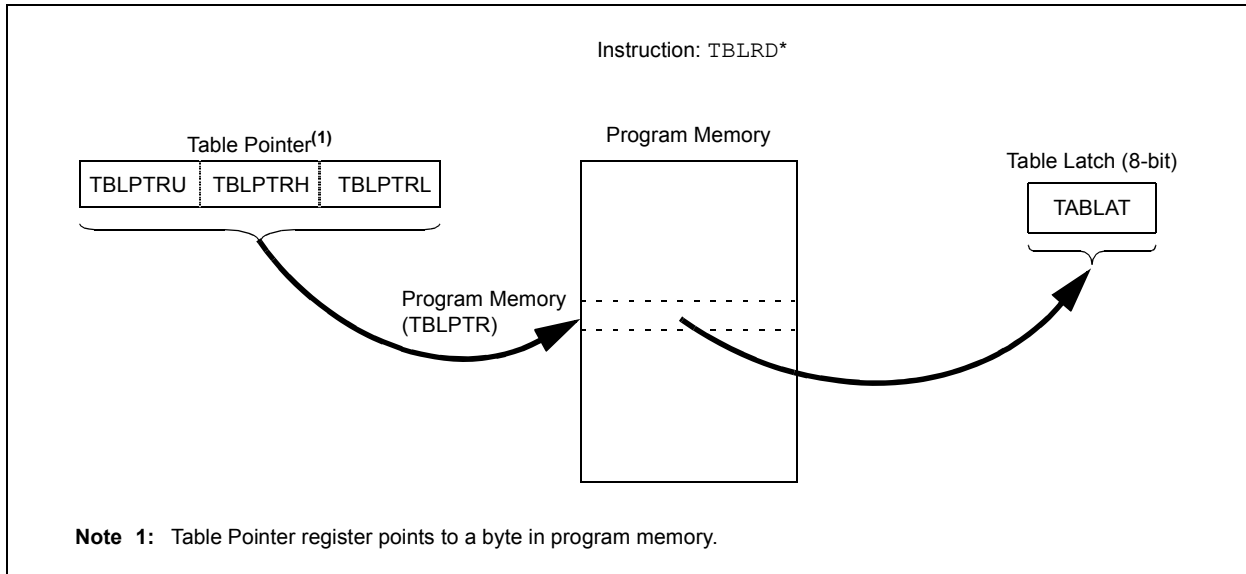 Instruction: TBLRD*
Table Pointer(1)
TBLPTRU TBLPTRH TBLPTRL
Program Memory
Table Latch (8-bit)
TABLAT
Program Memory
(TBLPTR)
Note 1: Table Pointer register points to a byte in program memory.